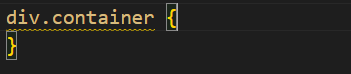 div.container {
}